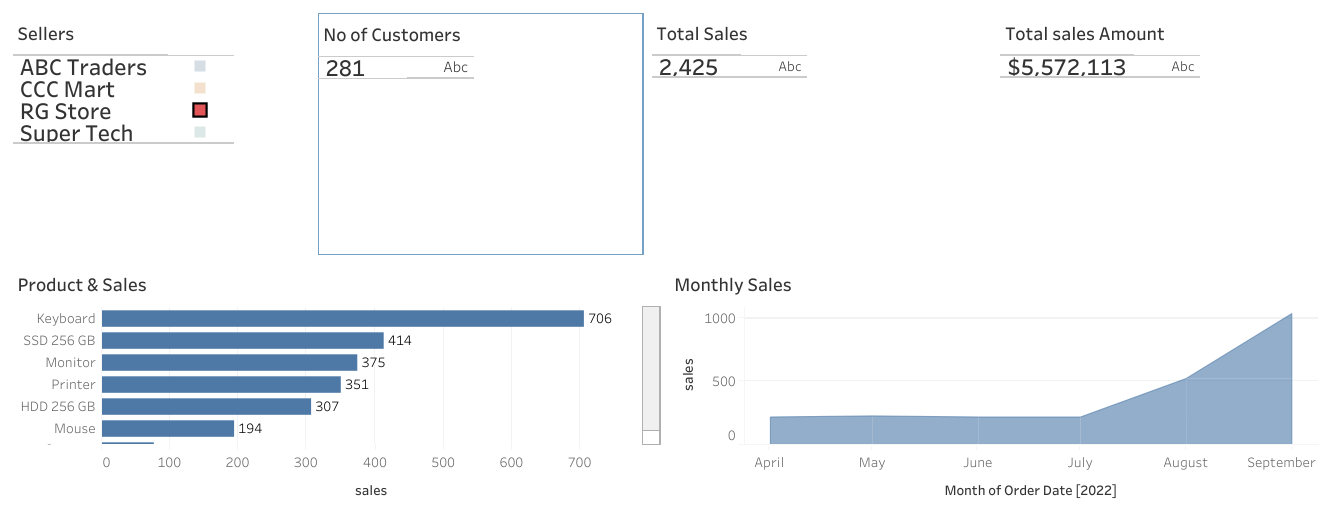 Sellers
ABC Traders
CCC Mart
RG Store
Super Tech
No of Customers
281 Abc
Total Sales
2,425 Abc
Total sales Amount
$5,572,113 Abc
Product & Sales
Keyboard 706
SSD 256 GB 414
Monitor 375
Printer 351
HDD 256 GB 307
Mouse 194
0 100 200 300 400 500 600 700
sales
Monthly Sales
1000
500
0
sales
April May June July August September
Month of Order Date [2022]